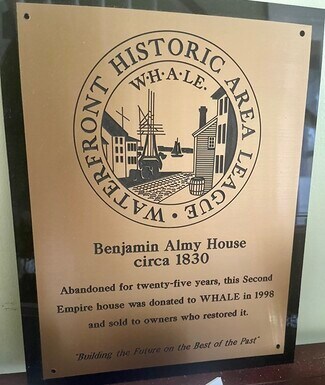 WATERFRONT HISTORIC AREA LEAGUE
W·H·A·L·E·
Benjamin Almy House
circa 1830
Abandoned for twenty-five years, this Second
Empire house was donated to WHALE in 1998
and sold to owners who restored it.
"Building the Future on the Best of the Past"